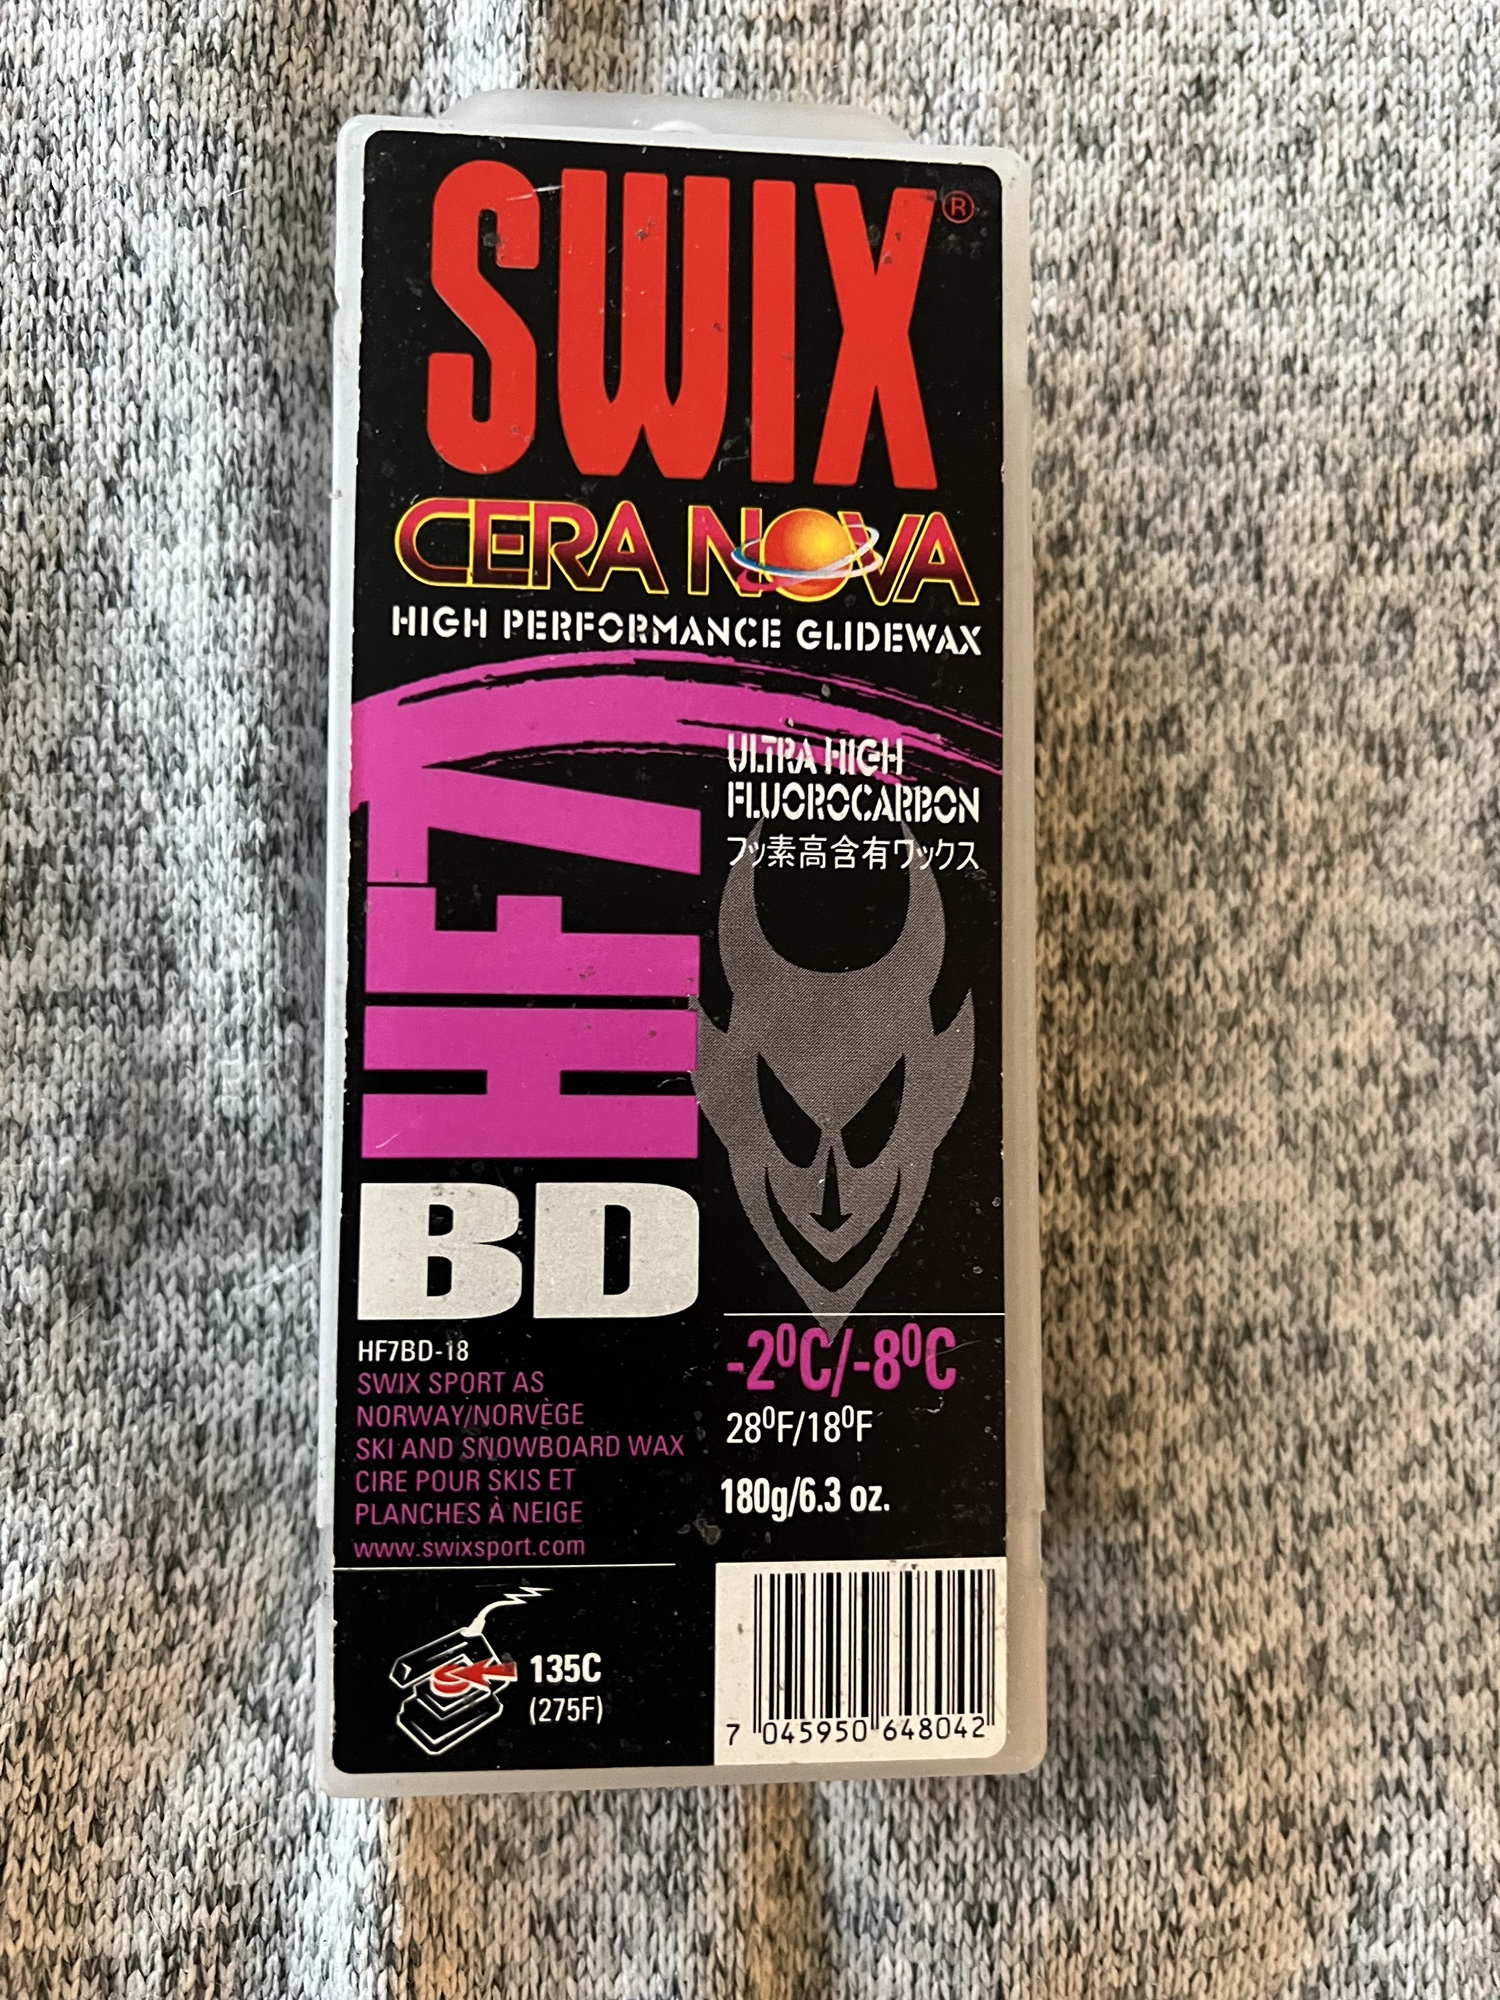 SWIX®
CERA NOVA
HIGH PERFORMANCE GLIDEWAX
HF7
BD
ULTRA HIGH
FLUOROCARBON
フッ素高含有ワックス
HF7BD-18
SWIX SPORT AS
NORWAY/NORVÈGE
SKI AND SNOWBOARD WAX
CIRE POUR SKIS ET
PLANCHES À NEIGE
www.swixsport.com
-2⁰C/-8⁰C
28⁰F/18⁰F
180g/6.3 oz.
135C
(275F)
7 045950 648042